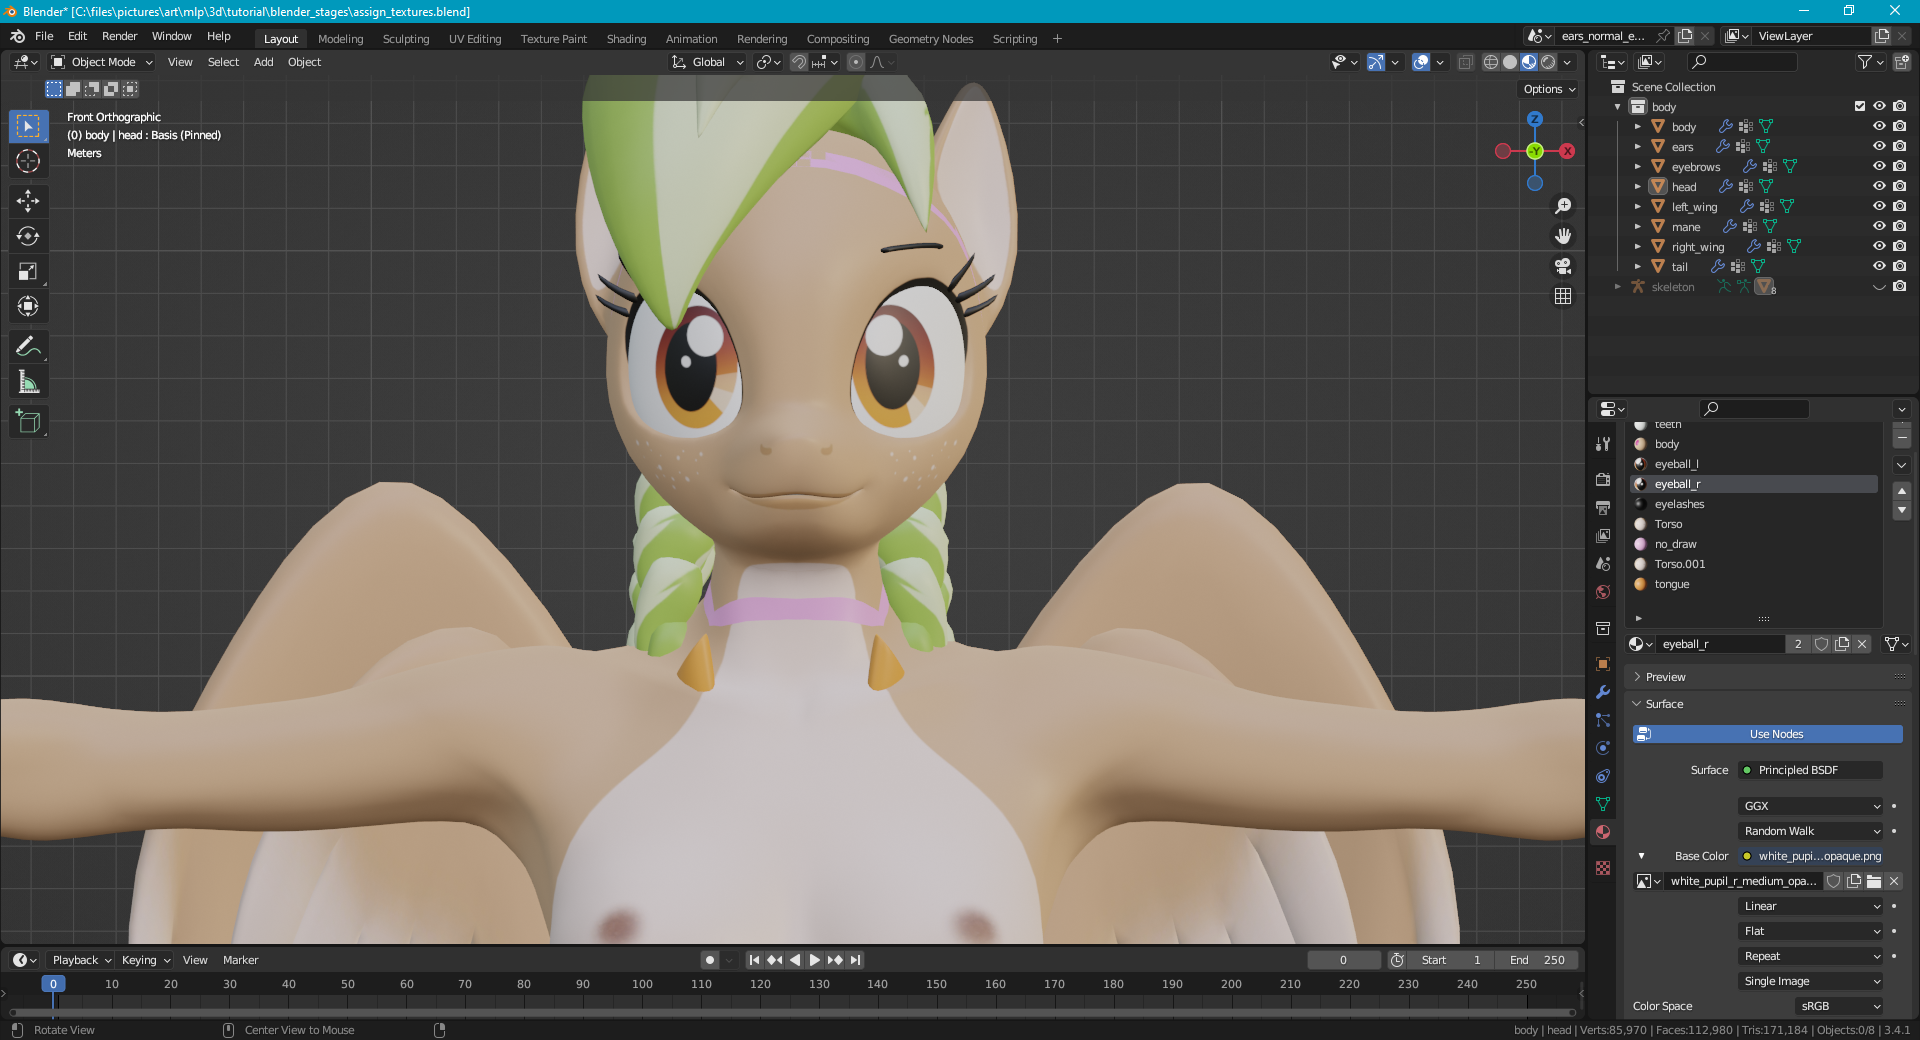 Blender* [C:\files\pictures\art\mlp\3d\tutorial\blender_stages\assign_textures.blend]
File Edit Render Window Help Layout Modeling Sculpting UV Editing Texture Paint Shading Animation Rendering Compositing Geometry Nodes Scripting + ears_normal_e... ViewLayer
Object Mode View Select Add Object Global
Options
Front Orthographic
(0) body | head : Basis (Pinned)
Meters
Z
-Y
X
Scene Collection
body
body
ears
eyebrows
head
left_wing
mane
right_wing
tail
skeleton 8
teeth
body
eyeball_l
eyeball_r
eyelashes
Torso
no_draw
Torso.001
tongue
eyeball_r 2
Preview
Surface
Use Nodes
Surface Principled BSDF
GGX
Random Walk
Base Color white_pupi...opaque.png
white_pupil_r_medium_opa...
Linear
Flat
Repeat
Single Image
Color Space sRGB
Playback Keying View Marker 0 Start 1 End 250
0 10 20 30 40 50 60 70 80 90 100 110 120 130 140 150 160 170 180 190 200 210 220 230 240 250
Rotate View Center View to Mouse body | head | Verts:85,970 | Faces:112,980 | Tris:171,184 | Objects:0/8 | 3.4.1